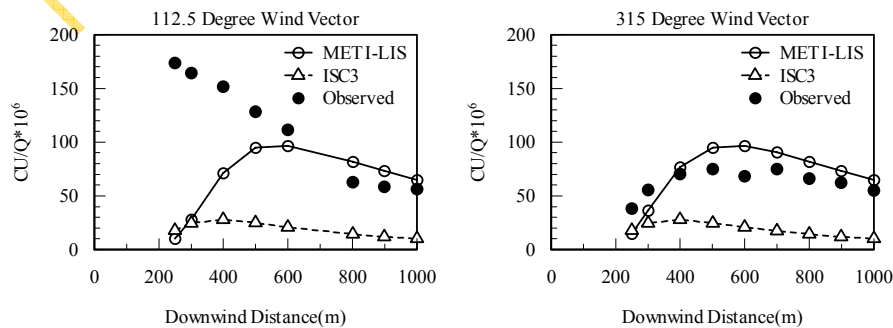 112.5 Degree Wind Vector
200
150
100
50
0
CU/Q*10⁶
METI-LIS
ISC3
Observed
0 200 400 600 800 1000
Downwind Distance(m)
315 Degree Wind Vector
200
150
100
50
0
CU/Q*10⁶
METI-LIS
ISC3
Observed
0 200 400 600 800 1000
Downwind Distance(m)